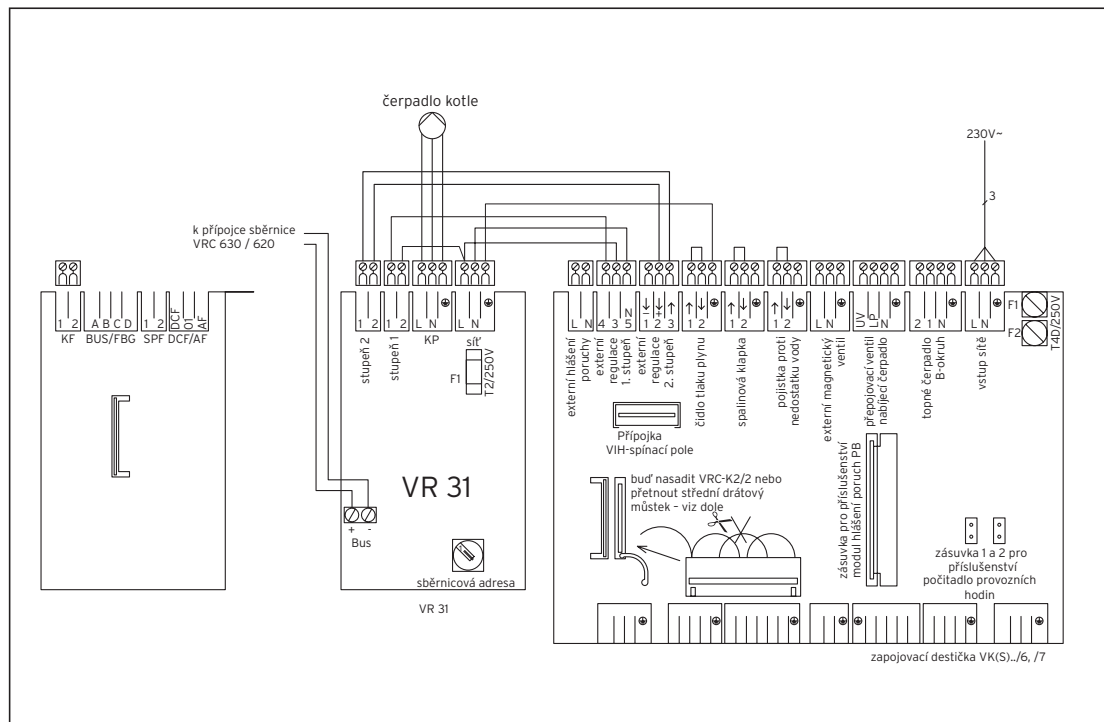 čerpadlo kotle
230V~
3
k přípojce sběrnice
VRC 630 / 620
1 2
KF
A B C D
BUS/FBG
1 2
SPF
DCF
01
AF
DCF/AF
1 2
stupeň 2
1 2
stupeň 1
L N
KP
L N
síť
F1
T2/250V
VR 31
+ -
Bus
sběrnicová adresa
VR 31
L N
externí hlášení
poruchy
4 3 5
N
externí
regulace
1. stupeň
1 2 3
- +
externí
regulace
2. stupeň
1 2
čidlo tlaku plynu
1 2
spalinová klapka
1 2
pojistka proti
nedostatku vody
L N
externí magnetický
ventil
UV
LP
L N
přepojovací ventil
nabíjecí čerpadlo
2 1 N
topné čerpadlo
B-okruh
L N
vstup sítě
F1
F2
T4D/250V
Přípojka
VIH-spínací pole
buď nasadit VRC-K2/2 nebo
přetnout střední drátový
můstek – viz dole
zásuvka pro příslušenství
modul hlášení poruch PB
zásuvka 1 a 2 pro
příslušenství
počitadlo provozních
hodin
zapojovací destička VK(S)../6, /7